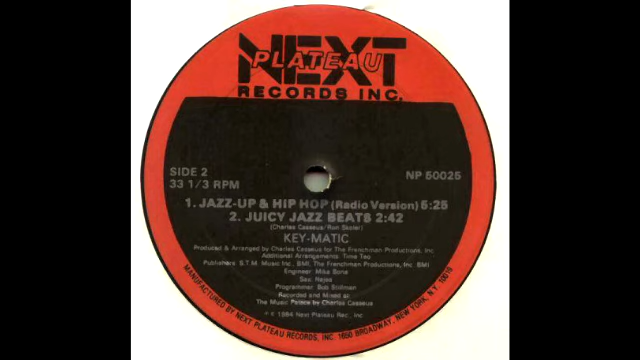 NEXT
PLATEAU
RECORDS INC.
SIDE 2
33 1/3 RPM
NP 50025
1. JAZZ-UP & HIP HOP (Radio Version) 5:25
2. JUICY JAZZ BEATS 2:42
(Charles Casseus/Ron Skoler)
KEY-MATIC
Produced & Arranged by Charles Casseus for The Frenchman Productions, Inc.
Additional Arrangements: Time Two
Publishers: S.T.M. Music Inc., BMI, The Frenchman Productions, Inc. BMI
Engineer: Mike Bona
Sax: Nejee
Programmer: Bob
Recorded and Mixed at:
The Music Palace by Charles Casseus
1984 Next Plateau Rec., Inc.
MANUFACTURED BY NEXT PLATEAU RECORDS, INC. 1650 BROADWAY, NEW YORK, N.Y. 10019